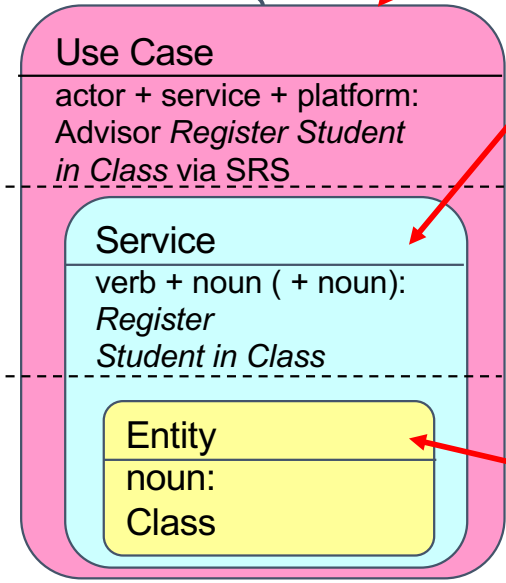 Use Case
actor + service + platform:
Advisor Register Student
in Class via SRS
Service
verb + noun ( + noun):
Register
Student in Class
Entity
noun:
Class